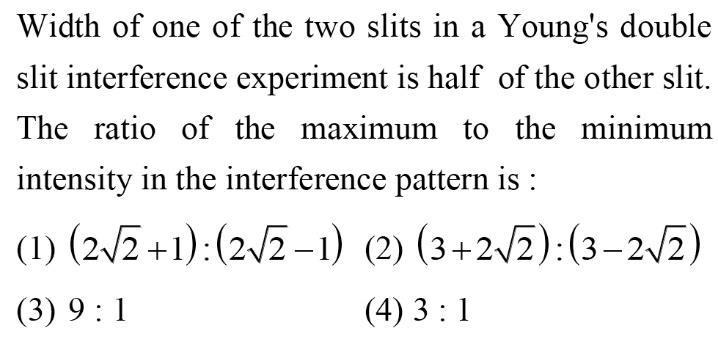 Width of one of the two slits in a Young's double
slit interference experiment is half of the other slit.
The ratio of the maximum to the minimum
intensity in the interference pattern is :
(1) (2√2+1):(2√2−1) (2) (3+2√2):(3−2√2)
(3) 9 : 1 (4) 3 : 1